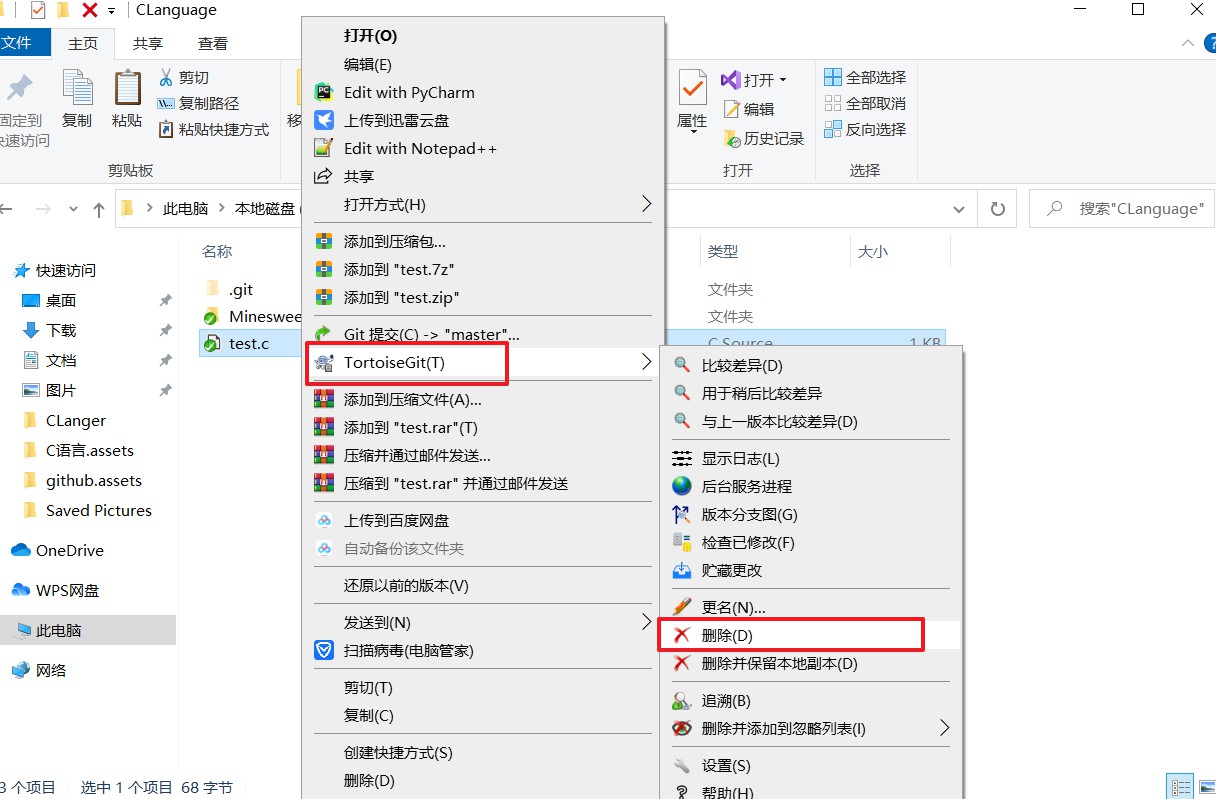 CLanguage
文件
主页
共享
查看
固定到
快速访问
复制
粘贴
剪切
复制路径
粘贴快捷方式
剪贴板
移
属性
打开
编辑
历史记录
打开
全部选择
全部取消
反向选择
选择
此电脑
本地磁盘 (
搜索"CLanguage"
快速访问
桌面
下载
文档
图片
CLanger
C语言.assets
github.assets
Saved Pictures
OneDrive
WPS网盘
此电脑
网络
名称
类型
大小
.git
文件夹
Mineswee
文件夹
test.c
C Source
1 KB
打开(O)
编辑(E)
Edit with PyCharm
上传到迅雷云盘
Edit with Notepad++
共享
打开方式(H)
添加到压缩包...
添加到 "test.7z"
添加到 "test.zip"
Git 提交(C) -> "master"...
TortoiseGit(T)
添加到压缩文件(A)...
添加到 "test.rar"(T)
压缩并通过邮件发送...
压缩到 "test.rar" 并通过邮件发送
上传到百度网盘
自动备份该文件夹
还原以前的版本(V)
发送到(N)
扫描病毒(电脑管家)
剪切(T)
复制(C)
创建快捷方式(S)
删除(D)
比较差异(D)
用于稍后比较差异
与上一版本比较差异(D)
显示日志(L)
后台服务进程
版本分支图(G)
检查已修改(F)
贮藏更改
更名(N)...
删除(D)
删除并保留本地副本(D)
追溯(B)
删除并添加到忽略列表(I)
设置(S)
帮助(H)
3 个项目
选中 1 个项目 68 字节